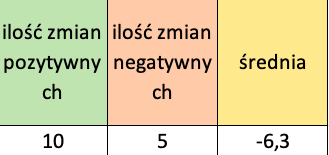 ilość zmian pozytywny ch
ilość zmian negatywny ch
średnia
10 5 -6,3